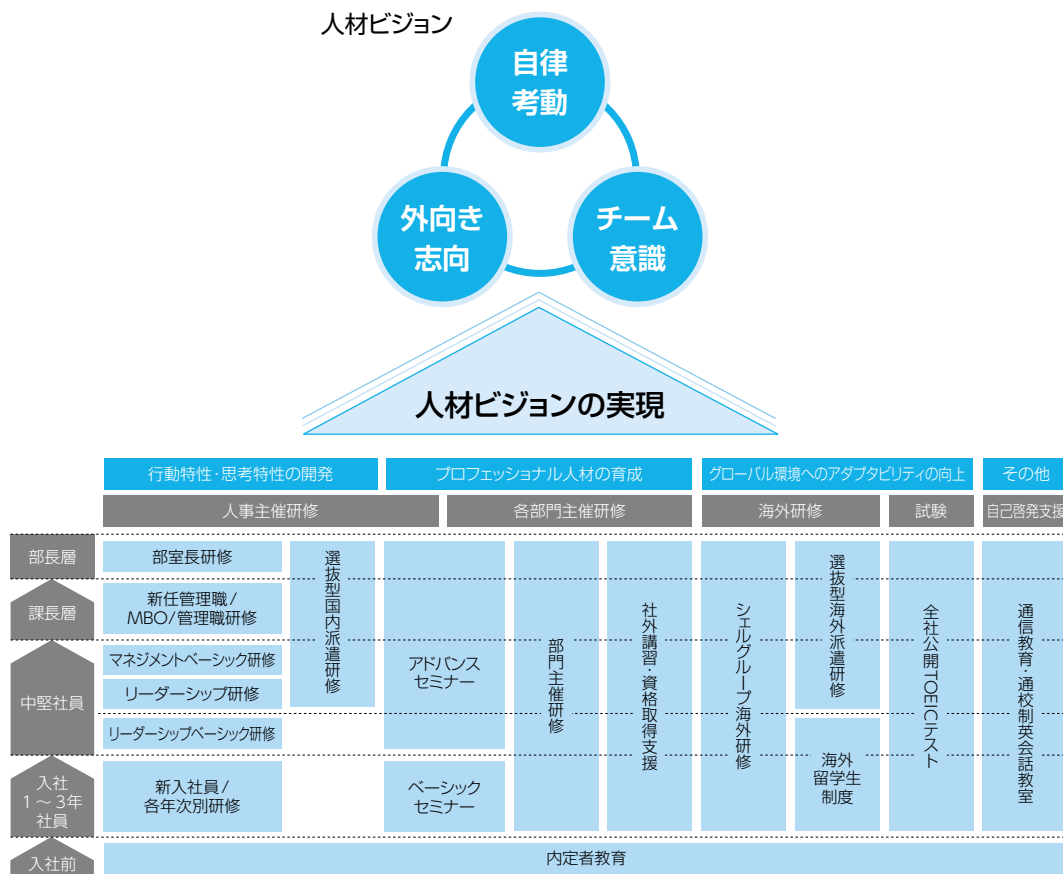 人材ビジョン
自律
考動
外向き
志向
チーム
意識
人材ビジョンの実現
行動特性・思考特性の開発
プロフェッショナル人材の育成
グローバル環境へのアダプタビリティの向上
その他
人事主催研修
各部門主催研修
海外研修
試験
自己啓発支援
部長層
課長層
中堅社員
入社
1～3年
社員
入社前
部室長研修
新任管理職/
MBO/管理職研修
マネジメントベーシック研修
リーダーシップ研修
リーダーシップベーシック研修
新入社員/
各年次別研修
選抜型国内派遣研修
アドバンス
セミナー
ベーシック
セミナー
部門主催研修
社外講習・資格取得支援
シェルグループ海外研修
選抜型海外派遣研修
海外
留学生
制度
全社公開TOEICテスト
通信教育・通校制英会話教室
内定者教育